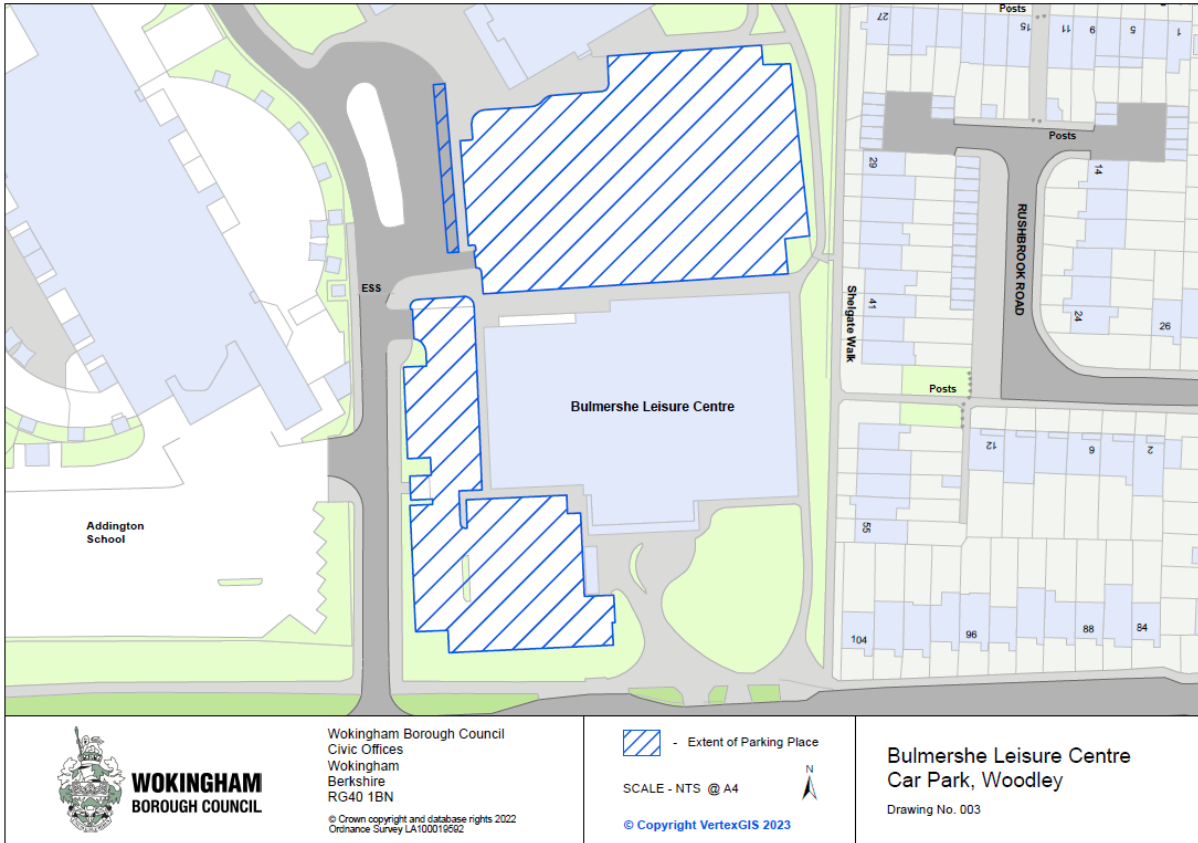 Posts
27
15
11
9
5
1
Posts
29
14
RUSHBROOK ROAD
ESS
Shelgate Walk
41
24
26
Posts
Bulmershe Leisure Centre
12
6
2
Addington
School
55
104
96
88
84
WOKINGHAM
BOROUGH COUNCIL
Wokingham Borough Council
Civic Offices
Wokingham
Berkshire
RG40 1BN
© Crown copyright and database rights 2022
Ordnance Survey LA100019592
- Extent of Parking Place
SCALE - NTS @ A4
N
© Copyright VertexGIS 2023
Bulmershe Leisure Centre
Car Park, Woodley
Drawing No. 003